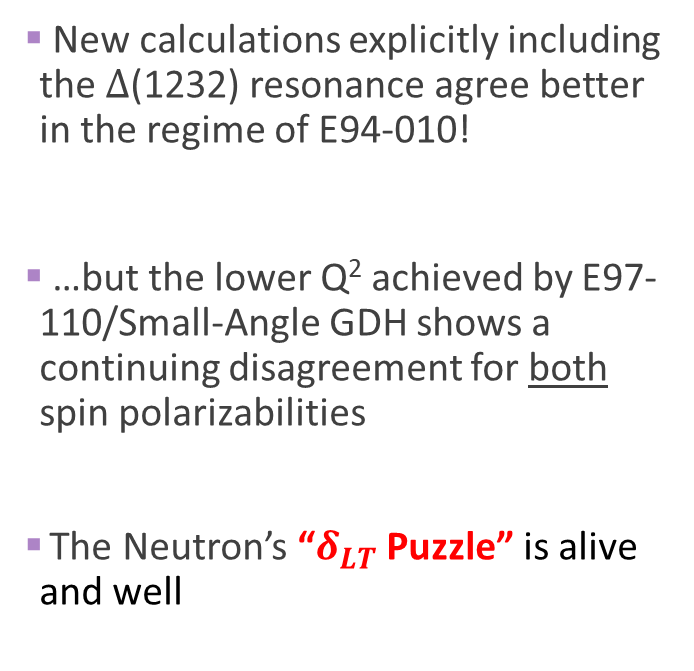 ▪ New calculations explicitly including
the Δ(1232) resonance agree better
in the regime of E94-010!
▪ …but the lower Q² achieved by E97-
110/Small-Angle GDH shows a
continuing disagreement for both
spin polarizabilities
▪ The Neutron’s “δ_LT Puzzle” is alive
and well